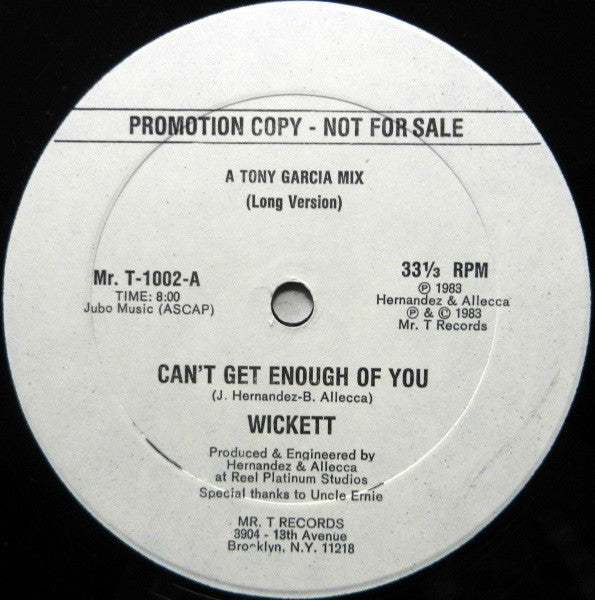 PROMOTION COPY - NOT FOR SALE
A TONY GARCIA MIX
(Long Version)
Mr. T-1002-A
TIME: 8:00
Jubo Music (ASCAP)
33⅓ RPM
℗ 1983
Hernandez & Allecca
℗ & © 1983
Mr. T Records
CAN'T GET ENOUGH OF YOU
(J. Hernandez-B. Allecca)
WICKETT
Produced & Engineered by
Hernandez & Allecca
at Reel Platinum Studios
Special thanks to Uncle Ernie
MR. T RECORDS
3904 - 13th Avenue
Brooklyn, N.Y. 11218